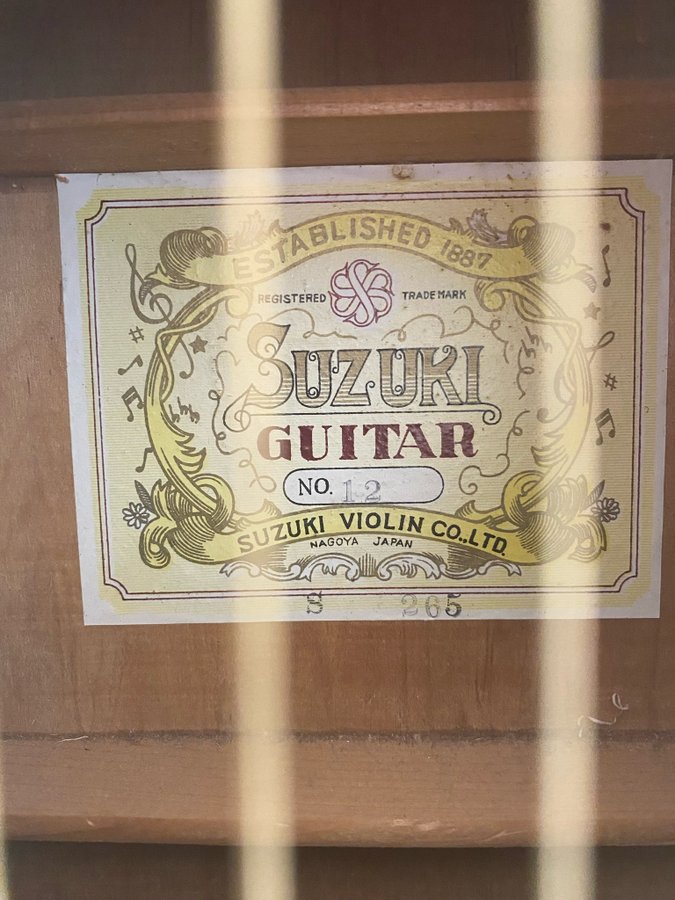 ESTABLISHED 1887
REGISTERED TRADE MARK
SUZUKI
GUITAR
NO. 12
SUZUKI VIOLIN CO.,LTD.
NAGOYA JAPAN
S 265